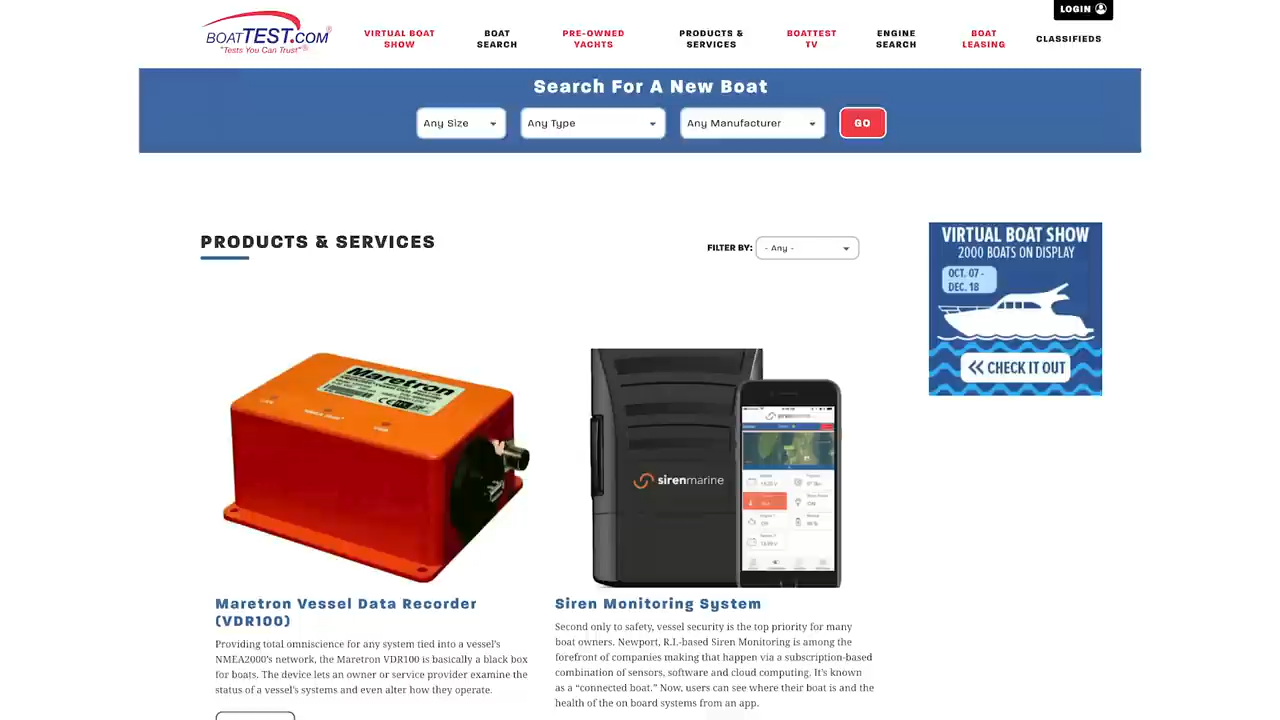 LOGIN
BOATTEST.COM®
"Tests You Can Trust"®
VIRTUAL BOAT
SHOW
BOAT
SEARCH
PRE-OWNED
YACHTS
PRODUCTS &
SERVICES
BOATTEST
TV
ENGINE
SEARCH
BOAT
LEASING
CLASSIFIEDS
Search For A New Boat
Any Size
Any Type
Any Manufacturer
GO
PRODUCTS & SERVICES
FILTER BY:
- Any -
VIRTUAL BOAT SHOW
2000 BOATS ON DISPLAY
OCT. 07 -
DEC. 18
CHECK IT OUT
Maretron
sirenmarine
Maretron Vessel Data Recorder
(VDR100)
Providing total omniscience for any system tied into a vessel's
NMEA2000's network, the Maretron VDR100 is basically a black box
for boats. The device lets an owner or service provider examine the
status of a vessel's systems and even alter how they operate.
Siren Monitoring System
Second only to safety, vessel security is the top priority for many
boat owners. Newport, R.I.-based Siren Monitoring is among the
forefront of companies making that happen via a subscription-based
combination of sensors, software and cloud computing. It's known
as a “connected boat.” Now, users can see where their boat is and the
health of the on board systems from an app.